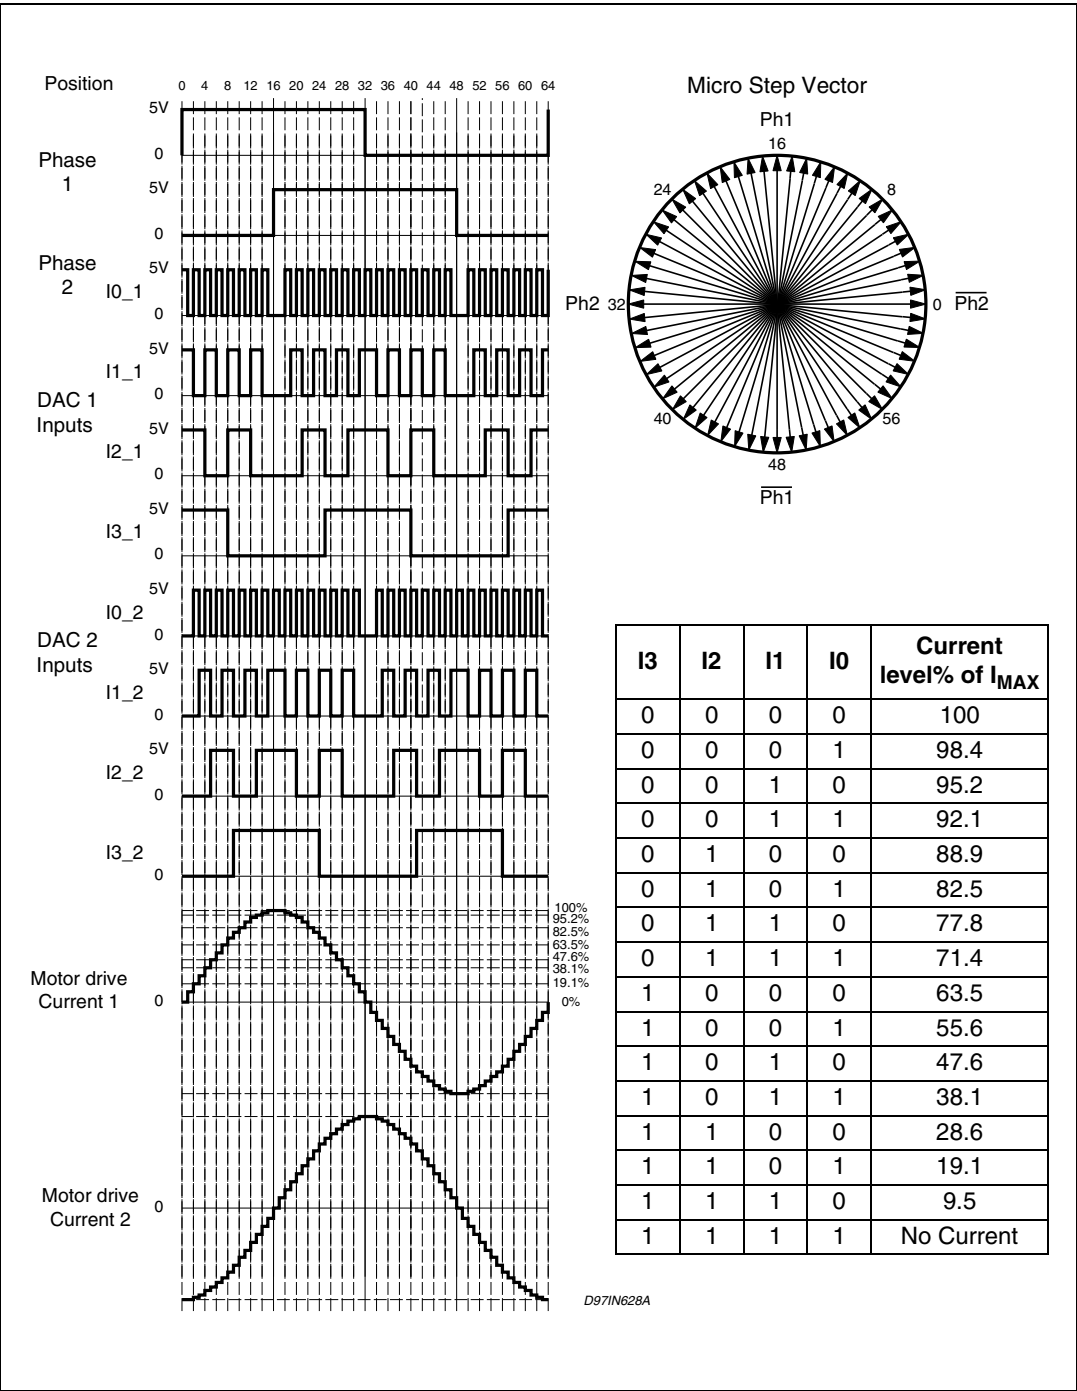 Position
0 4 8 12 16 20 24 28 32 36 40 44 48 52 56 60 64
5V
0
Phase
1
5V
0
Phase
2
5V
I0_1
0
5V
I1_1
0
DAC 1
Inputs
5V
I2_1
0
5V
I3_1
0
5V
I0_2
0
DAC 2
Inputs
5V
I1_2
0
5V
I2_2
0
5V
I3_2
0
100%
95.2%
82.5%
63.5%
47.6%
38.1%
19.1%
0%
Motor drive
Current 1
0
Motor drive
Current 2
0
Micro Step Vector
Ph1
16
24
8
Ph2 32
0 P̅h̅2̅
40
56
48
P̅h̅1̅
I3 I2 I1 I0 Current level% of IMAX
0 0 0 0 100
0 0 0 1 98.4
0 0 1 0 95.2
0 0 1 1 92.1
0 1 0 0 88.9
0 1 0 1 82.5
0 1 1 0 77.8
0 1 1 1 71.4
1 0 0 0 63.5
1 0 0 1 55.6
1 0 1 0 47.6
1 0 1 1 38.1
1 1 0 0 28.6
1 1 0 1 19.1
1 1 1 0 9.5
1 1 1 1 No Current
D97IN628A